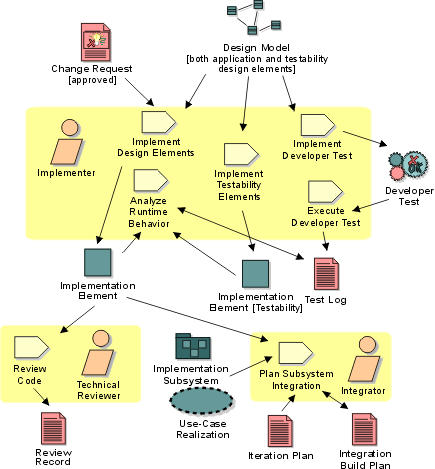 Design Model
[both application and testability
design elements]
Change Request
[approved]
Implement
Design Elements
Implement
Developer Test
Implementer
Implement
Testability
Elements
Analyze
Runtime
Behavior
Developer
Test
Execute
Developer Test
Implementation
Element
Implementation
Element [Testability]
Test Log
Review
Code
Technical
Reviewer
Implementation
Subsystem
Plan Subsystem
Integration
Integrator
Use-Case
Realization
Review
Record
Iteration Plan
Integration
Build Plan